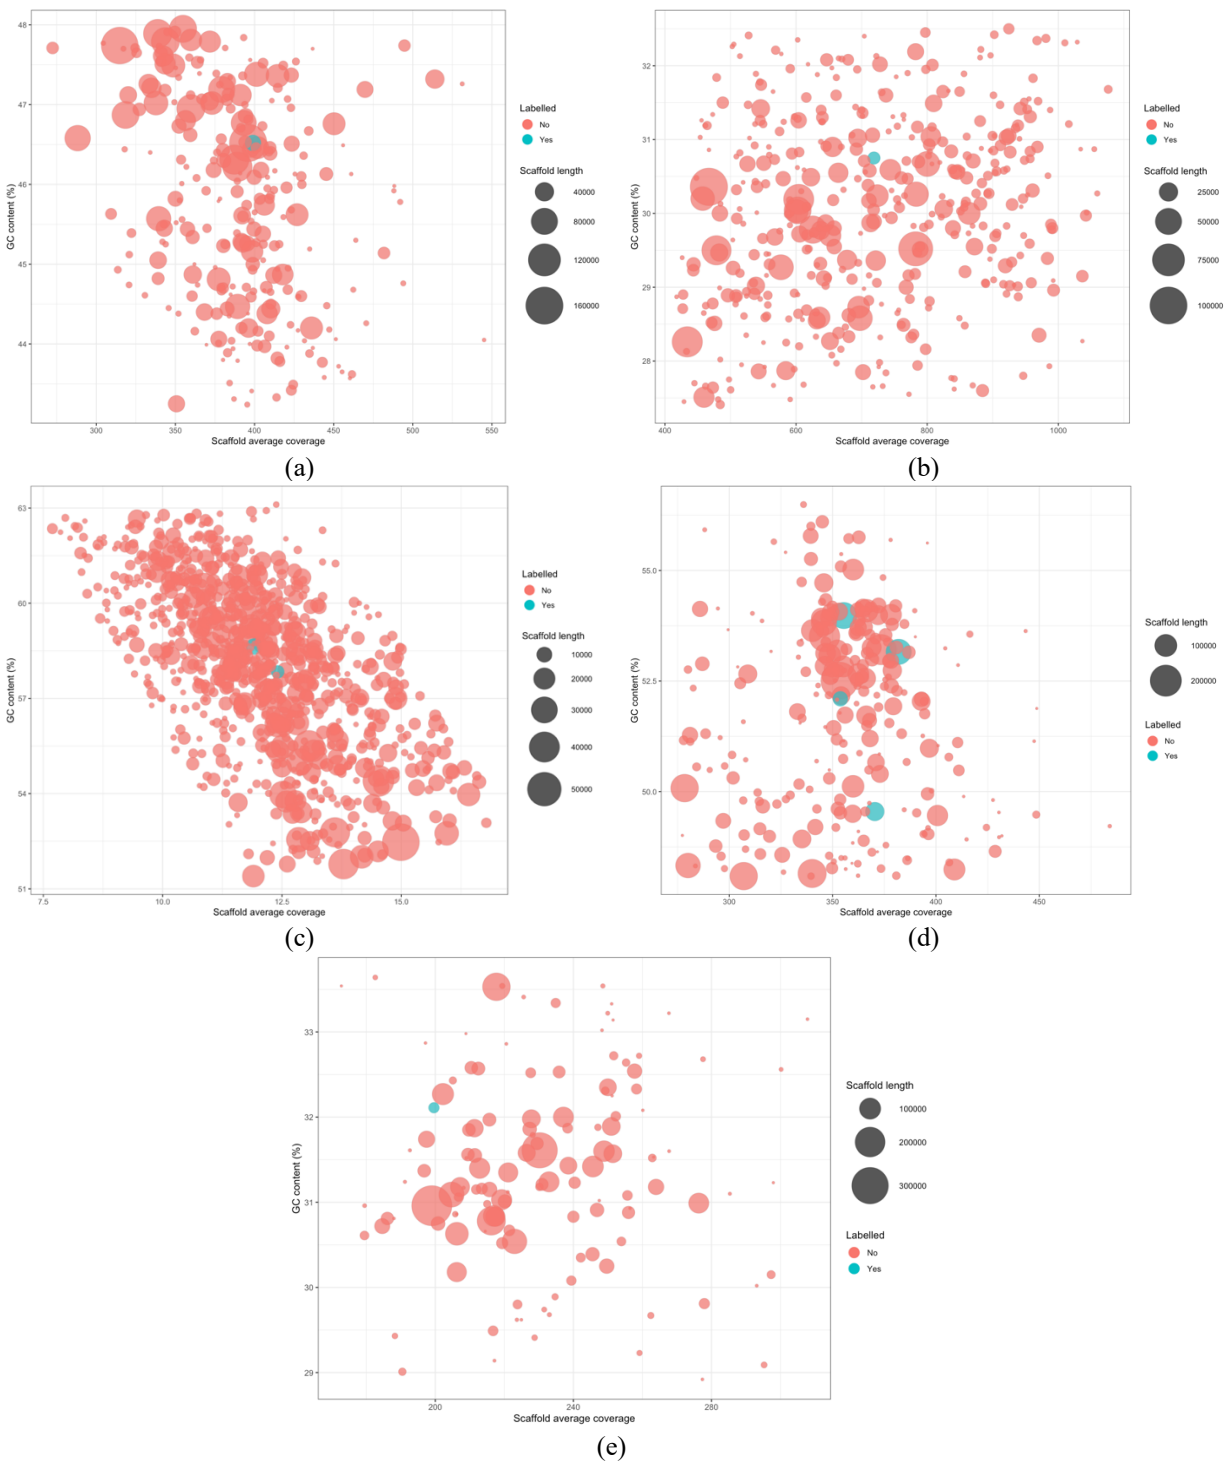 48
47
46
45
44
GC content (%)
300
350
400
450
500
550
Scaffold average coverage
Labelled
No
Yes
Scaffold length
40000
80000
120000
160000
(a)
32
31
30
29
28
GC content (%)
400
600
800
1000
Scaffold average coverage
Labelled
No
Yes
Scaffold length
25000
50000
75000
100000
(b)
63
60
57
54
51
GC content (%)
7.5
10.0
12.5
15.0
Scaffold average coverage
Labelled
No
Yes
Scaffold length
10000
20000
30000
40000
50000
(c)
55.0
52.5
50.0
GC content (%)
300
350
400
450
Scaffold average coverage
Scaffold length
100000
200000
Labelled
No
Yes
(d)
33
32
31
30
29
GC content (%)
200
240
280
Scaffold average coverage
Scaffold length
100000
200000
300000
Labelled
No
Yes
(e)